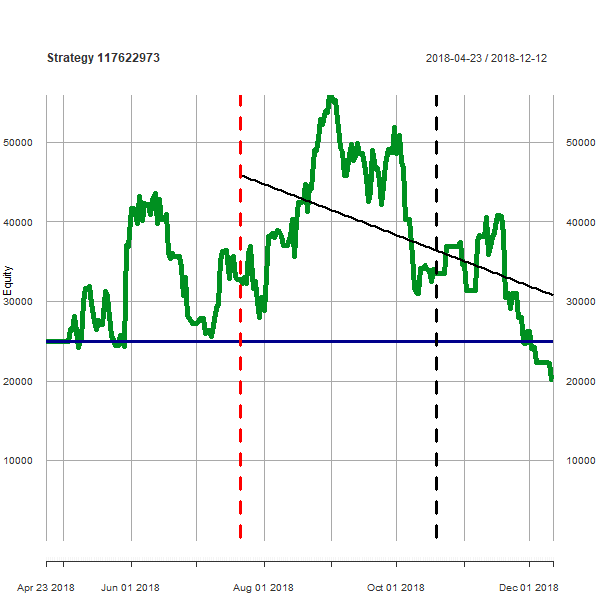 Strategy 117622973
2018-04-23 / 2018-12-12
50000
50000
40000
40000
Equity
30000
30000
20000
20000
10000
10000
Apr 23 2018
Jun 01 2018
Aug 01 2018
Oct 01 2018
Dec 01 2018